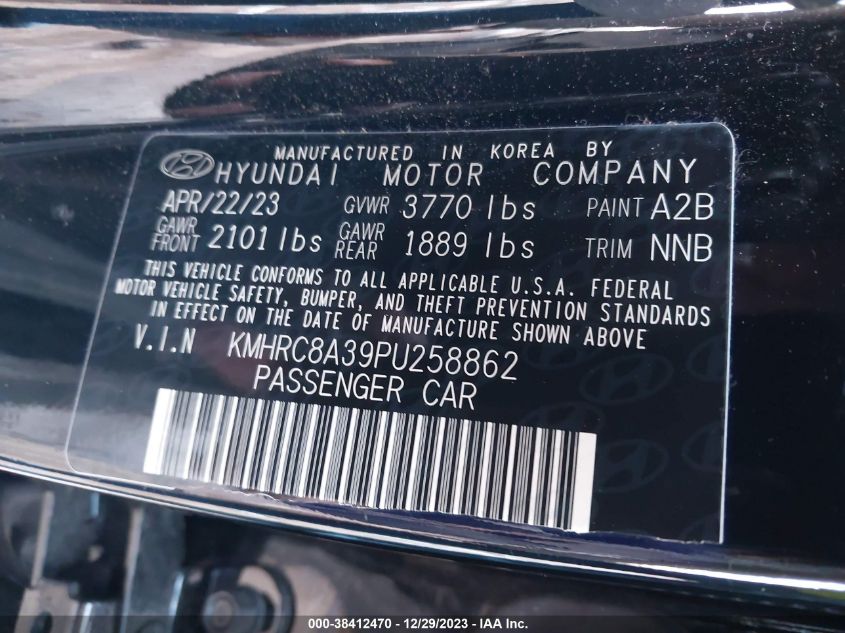 MANUFACTURED IN KOREA BY
HYUNDAI MOTOR COMPANY
APR/22/23 GVWR 3770 lbs PAINT A2B
GAWR FRONT 2101 lbs GAWR REAR 1889 lbs TRIM NNB
THIS VEHICLE CONFORMS TO ALL APPLICABLE U.S.A. FEDERAL
MOTOR VEHICLE SAFETY, BUMPER, AND THEFT PREVENTION STANDARDS
IN EFFECT ON THE DATE OF MANUFACTURE SHOWN ABOVE
V.I.N KMHRC8A39PU258862
PASSENGER CAR
000-38412470 - 12/29/2023 - IAA Inc.